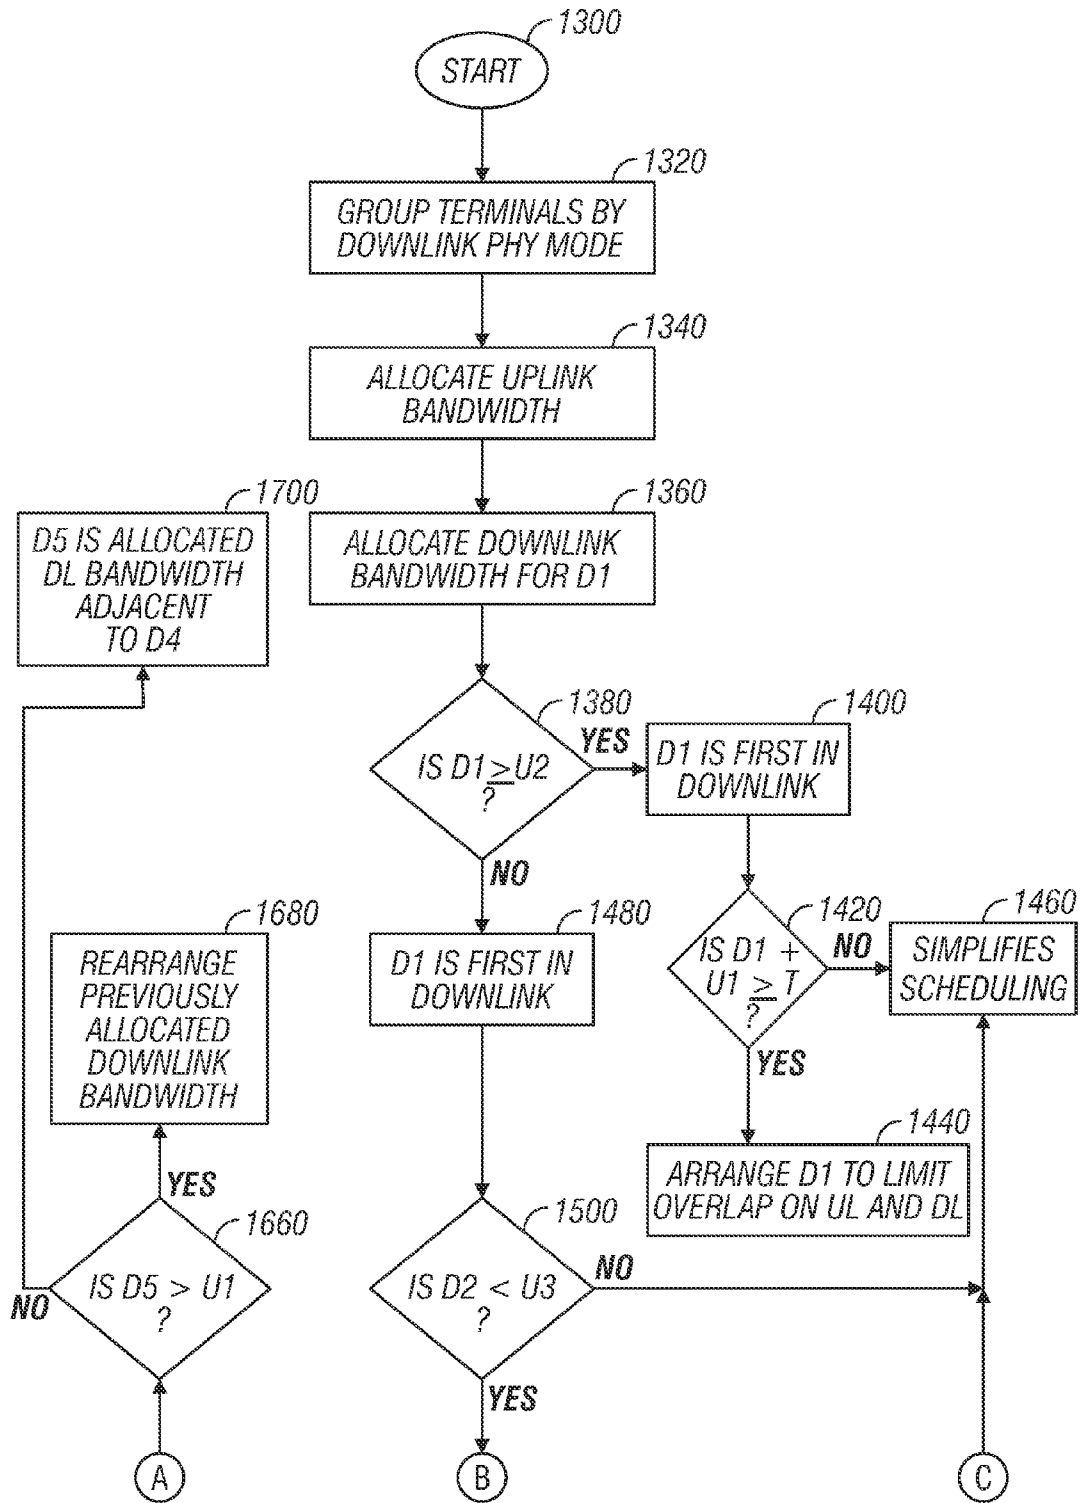 1300
START
1320
GROUP TERMINALS BY
DOWNLINK PHY MODE
1340
ALLOCATE UPLINK
BANDWIDTH
1360
ALLOCATE DOWNLINK
BANDWIDTH FOR D1
1700
D5 IS ALLOCATED
DL BANDWIDTH
ADJACENT
TO D4
1380
IS D1 ≥ U2
?
YES
NO
1400
D1 IS FIRST IN
DOWNLINK
1420
IS D1 +
U1 ≥ T
?
NO
YES
1460
SIMPLIFIES
SCHEDULING
1440
ARRANGE D1 TO LIMIT
OVERLAP ON UL AND DL
1480
D1 IS FIRST IN
DOWNLINK
1500
IS D2 < U3
?
NO
YES
1680
REARRANGE
PREVIOUSLY
ALLOCATED
DOWNLINK
BANDWIDTH
YES
1660
IS D5 > U1
?
NO
A
B
C